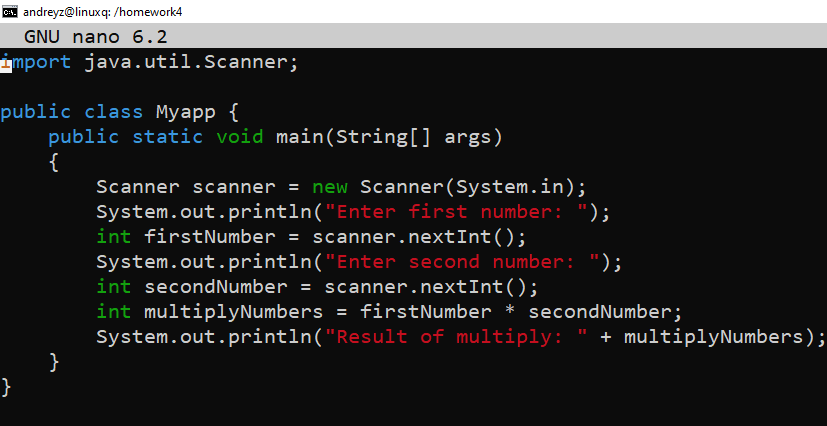 andreyz@linuxq: /homework4
GNU nano 6.2
import java.util.Scanner;
public class Myapp {
    public static void main(String[] args)
    {
        Scanner scanner = new Scanner(System.in);
        System.out.println("Enter first number: ");
        int firstNumber = scanner.nextInt();
        System.out.println("Enter second number: ");
        int secondNumber = scanner.nextInt();
        int multiplyNumbers = firstNumber * secondNumber;
        System.out.println("Result of multiply: " + multiplyNumbers);
    }
}